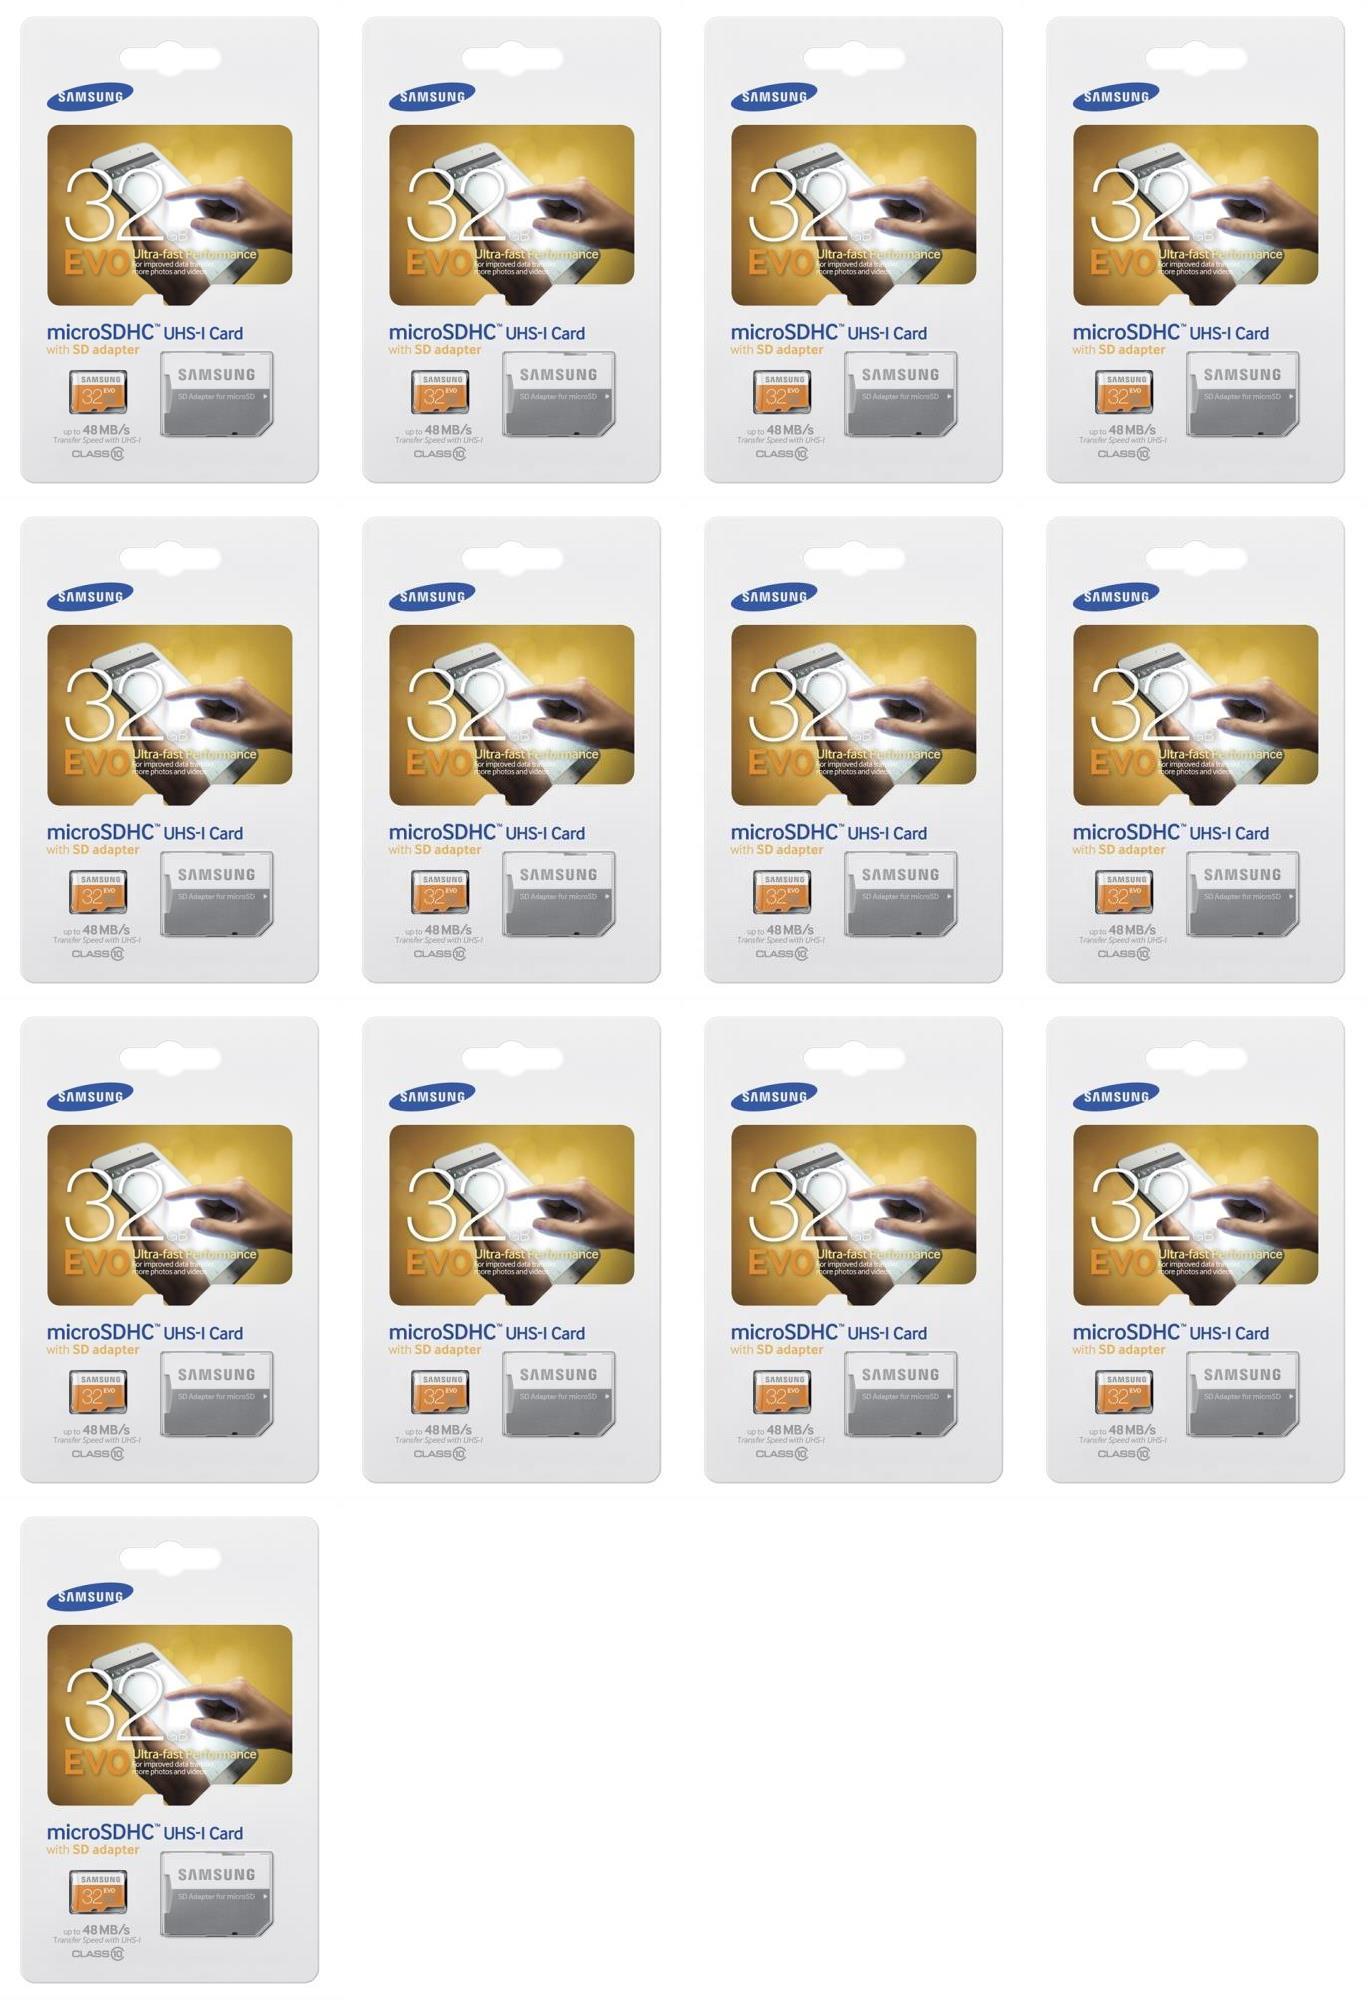 SAMSUNG
32 GB
EVO Ultra-fast Performance
For improved data transfer,
more photos and videos
microSDHC™ UHS-I Card
with SD adapter
SAMSUNG
32 EVO
SAMSUNG
SD Adapter for microSD
up to 48 MB/s
Transfer Speed with UHS-I
CLASS 10
SAMSUNG
32 GB
EVO Ultra-fast Performance
For improved data transfer,
more photos and videos
microSDHC™ UHS-I Card
with SD adapter
SAMSUNG
32 EVO
SAMSUNG
SD Adapter for microSD
up to 48 MB/s
Transfer Speed with UHS-I
CLASS 10
SAMSUNG
32 GB
EVO Ultra-fast Performance
For improved data transfer,
more photos and videos
microSDHC™ UHS-I Card
with SD adapter
SAMSUNG
32 EVO
SAMSUNG
SD Adapter for microSD
up to 48 MB/s
Transfer Speed with UHS-I
CLASS 10
SAMSUNG
32 GB
EVO Ultra-fast Performance
For improved data transfer,
more photos and videos
microSDHC™ UHS-I Card
with SD adapter
SAMSUNG
32 EVO
SAMSUNG
SD Adapter for microSD
up to 48 MB/s
Transfer Speed with UHS-I
CLASS 10
SAMSUNG
32 GB
EVO Ultra-fast Performance
For improved data transfer,
more photos and videos
microSDHC™ UHS-I Card
with SD adapter
SAMSUNG
32 EVO
SAMSUNG
SD Adapter for microSD
up to 48 MB/s
Transfer Speed with UHS-I
CLASS 10
SAMSUNG
32 GB
EVO Ultra-fast Performance
For improved data transfer,
more photos and videos
microSDHC™ UHS-I Card
with SD adapter
SAMSUNG
32 EVO
SAMSUNG
SD Adapter for microSD
up to 48 MB/s
Transfer Speed with UHS-I
CLASS 10
SAMSUNG
32 GB
EVO Ultra-fast Performance
For improved data transfer,
more photos and videos
microSDHC™ UHS-I Card
with SD adapter
SAMSUNG
32 EVO
SAMSUNG
SD Adapter for microSD
up to 48 MB/s
Transfer Speed with UHS-I
CLASS 10
SAMSUNG
32 GB
EVO Ultra-fast Performance
For improved data transfer,
more photos and videos
microSDHC™ UHS-I Card
with SD adapter
SAMSUNG
32 EVO
SAMSUNG
SD Adapter for microSD
up to 48 MB/s
Transfer Speed with UHS-I
CLASS 10
SAMSUNG
32 GB
EVO Ultra-fast Performance
For improved data transfer,
more photos and videos
microSDHC™ UHS-I Card
with SD adapter
SAMSUNG
32 EVO
SAMSUNG
SD Adapter for microSD
up to 48 MB/s
Transfer Speed with UHS-I
CLASS 10
SAMSUNG
32 GB
EVO Ultra-fast Performance
For improved data transfer,
more photos and videos
microSDHC™ UHS-I Card
with SD adapter
SAMSUNG
32 EVO
SAMSUNG
SD Adapter for microSD
up to 48 MB/s
Transfer Speed with UHS-I
CLASS 10
SAMSUNG
32 GB
EVO Ultra-fast Performance
For improved data transfer,
more photos and videos
microSDHC™ UHS-I Card
with SD adapter
SAMSUNG
32 EVO
SAMSUNG
SD Adapter for microSD
up to 48 MB/s
Transfer Speed with UHS-I
CLASS 10
SAMSUNG
32 GB
EVO Ultra-fast Performance
For improved data transfer,
more photos and videos
microSDHC™ UHS-I Card
with SD adapter
SAMSUNG
32 EVO
SAMSUNG
SD Adapter for microSD
up to 48 MB/s
Transfer Speed with UHS-I
CLASS 10
SAMSUNG
32 GB
EVO Ultra-fast Performance
For improved data transfer,
more photos and videos
microSDHC™ UHS-I Card
with SD adapter
SAMSUNG
32 EVO
SAMSUNG
SD Adapter for microSD
up to 48 MB/s
Transfer Speed with UHS-I
CLASS 10